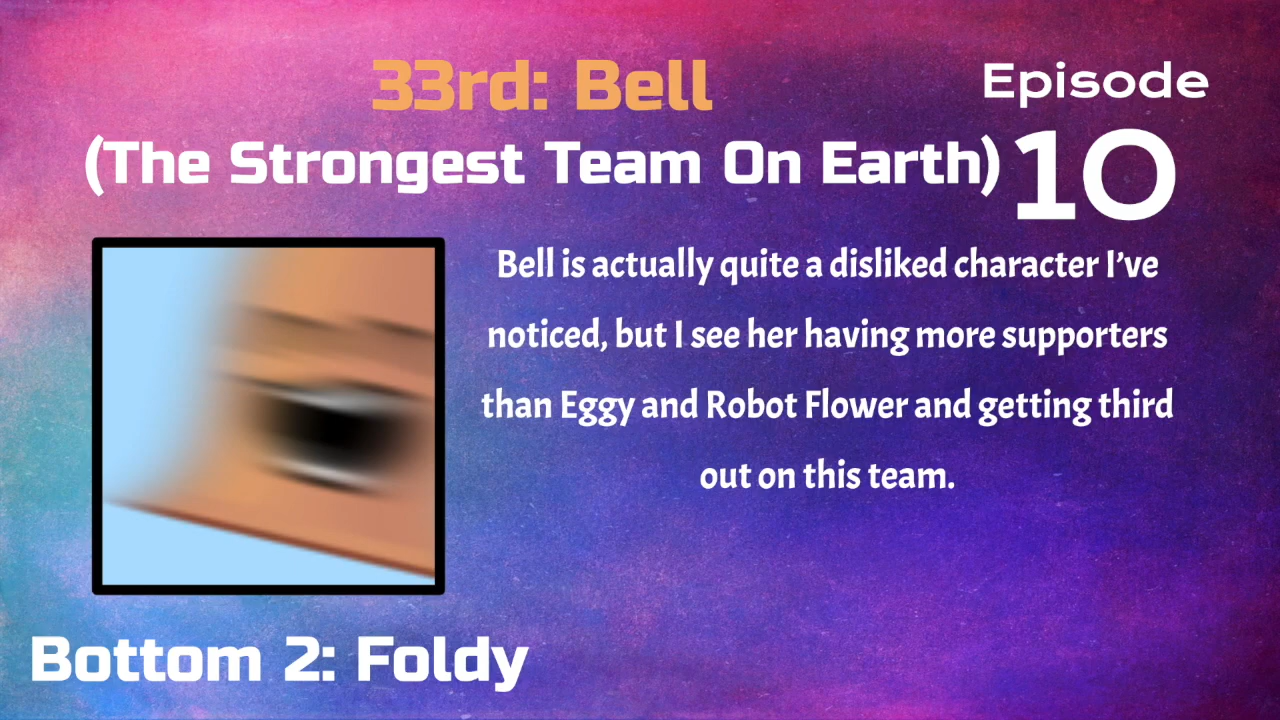 33rd: Bell
(The Strongest Team On Earth)
Episode
10
Bell is actually quite a disliked character I've
noticed, but I see her having more supporters
than Eggy and Robot Flower and getting third
out on this team.
Bottom 2: Foldy